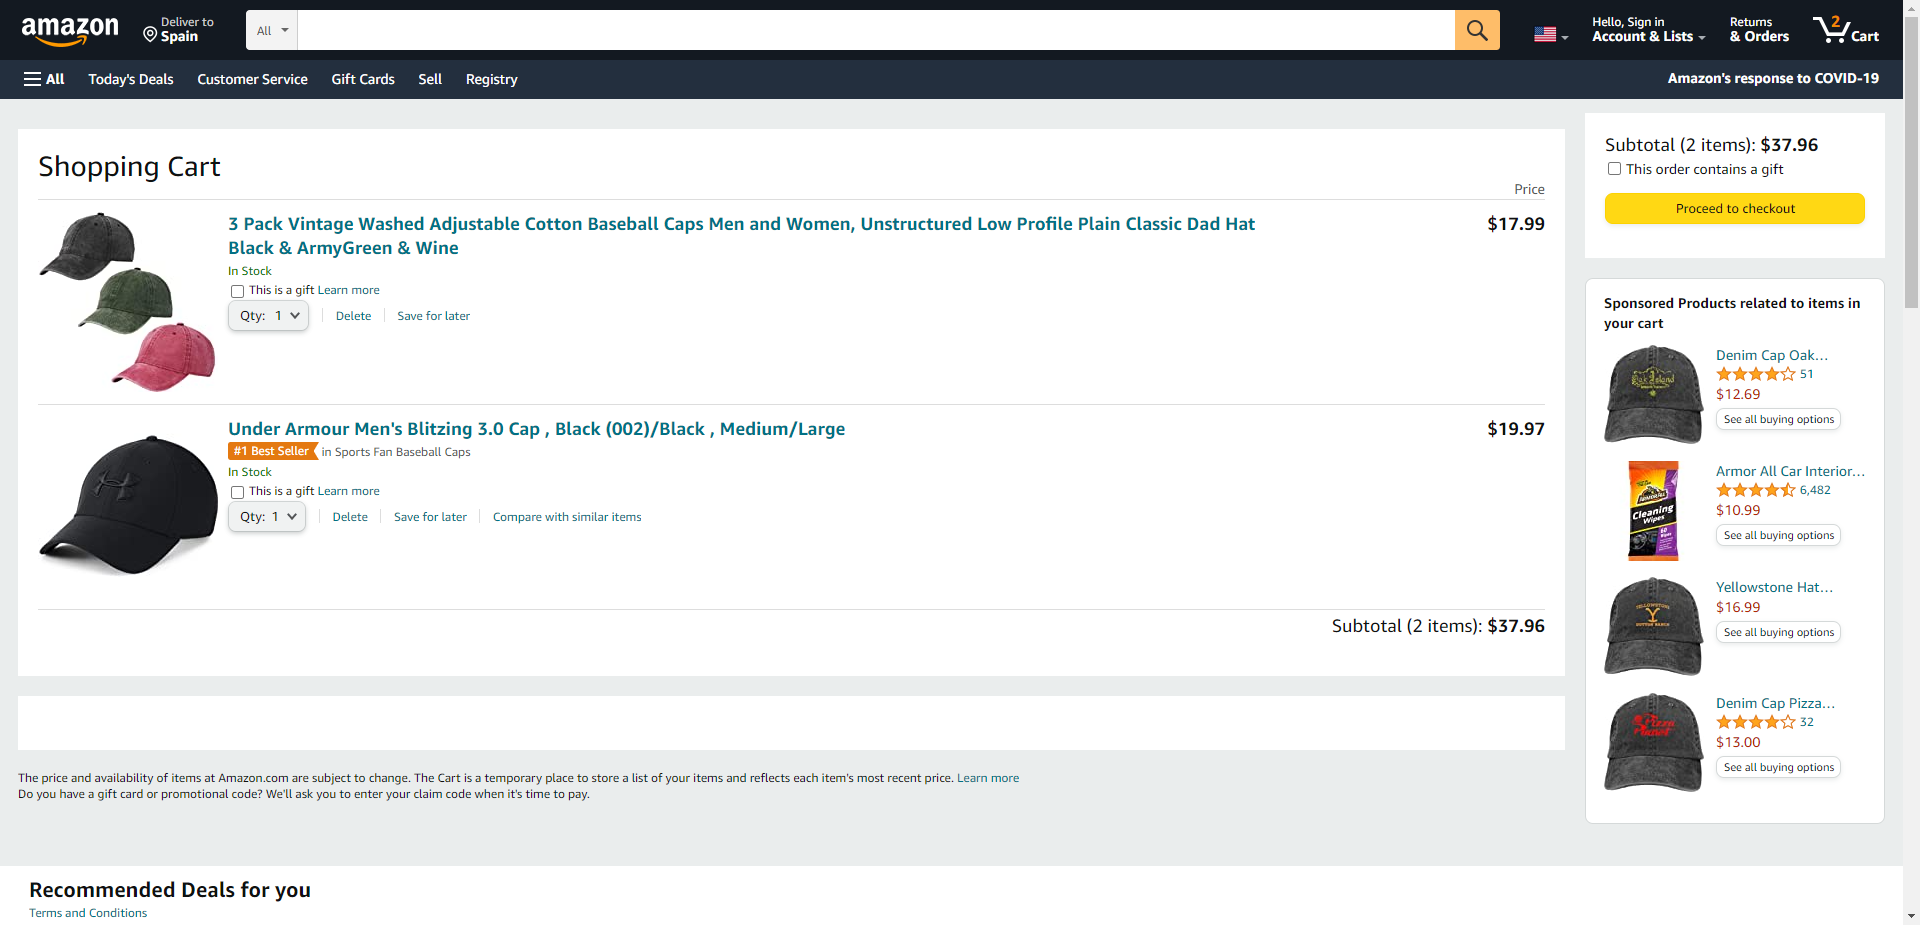 amazon
Deliver to
Spain
All
Hello, Sign in
Account & Lists
Returns
& Orders
2
Cart
All
Today's Deals
Customer Service
Gift Cards
Sell
Registry
Amazon's response to COVID-19
Shopping Cart
Price
3 Pack Vintage Washed Adjustable Cotton Baseball Caps Men and Women, Unstructured Low Profile Plain Classic Dad Hat
Black & ArmyGreen & Wine
$17.99
In Stock
This is a gift Learn more
Qty: 1
Delete
Save for later
Under Armour Men's Blitzing 3.0 Cap , Black (002)/Black , Medium/Large
$19.97
#1 Best Seller in Sports Fan Baseball Caps
In Stock
This is a gift Learn more
Qty: 1
Delete
Save for later
Compare with similar items
Subtotal (2 items): $37.96
The price and availability of items at Amazon.com are subject to change. The Cart is a temporary place to store a list of your items and reflects each item's most recent price. Learn more
Do you have a gift card or promotional code? We'll ask you to enter your claim code when it's time to pay.
Subtotal (2 items): $37.96
This order contains a gift
Proceed to checkout
Sponsored Products related to items in
your cart
Oak Island
Denim Cap Oak...
51
$12.69
See all buying options
Cleaning
Wipes
Armor All Car Interior...
6,482
$10.99
See all buying options
YELLOWSTONE
Y
DUTTON RANCH
Yellowstone Hat...
$16.99
See all buying options
Pizza
Planet
Denim Cap Pizza...
32
$13.00
See all buying options
Recommended Deals for you
Terms and Conditions